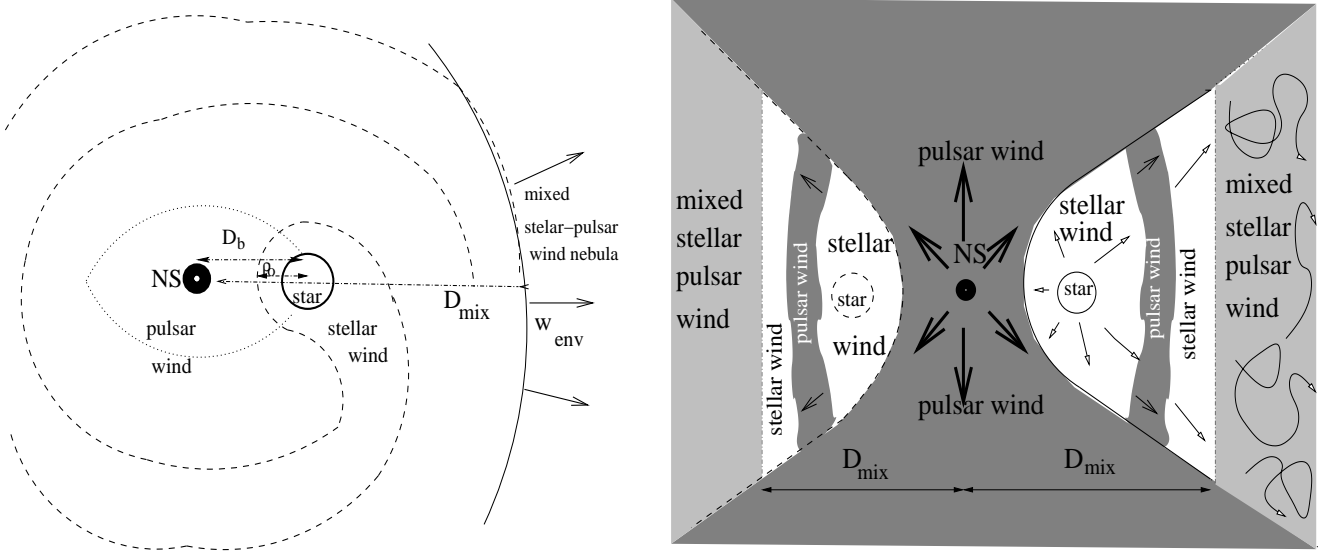 D_b
NS
ρ_o
star
pulsar
wind
stellar
wind
D_mix
mixed
stelar–pulsar
wind nebula
w_env
mixed
stellar
pulsar
wind
stellar wind
pulsar wind
stellar
star
wind
pulsar wind
NS
pulsar wind
stellar
wind
star
pulsar wind
stellar wind
mixed
stellar
pulsar
wind
D_mix
D_mix